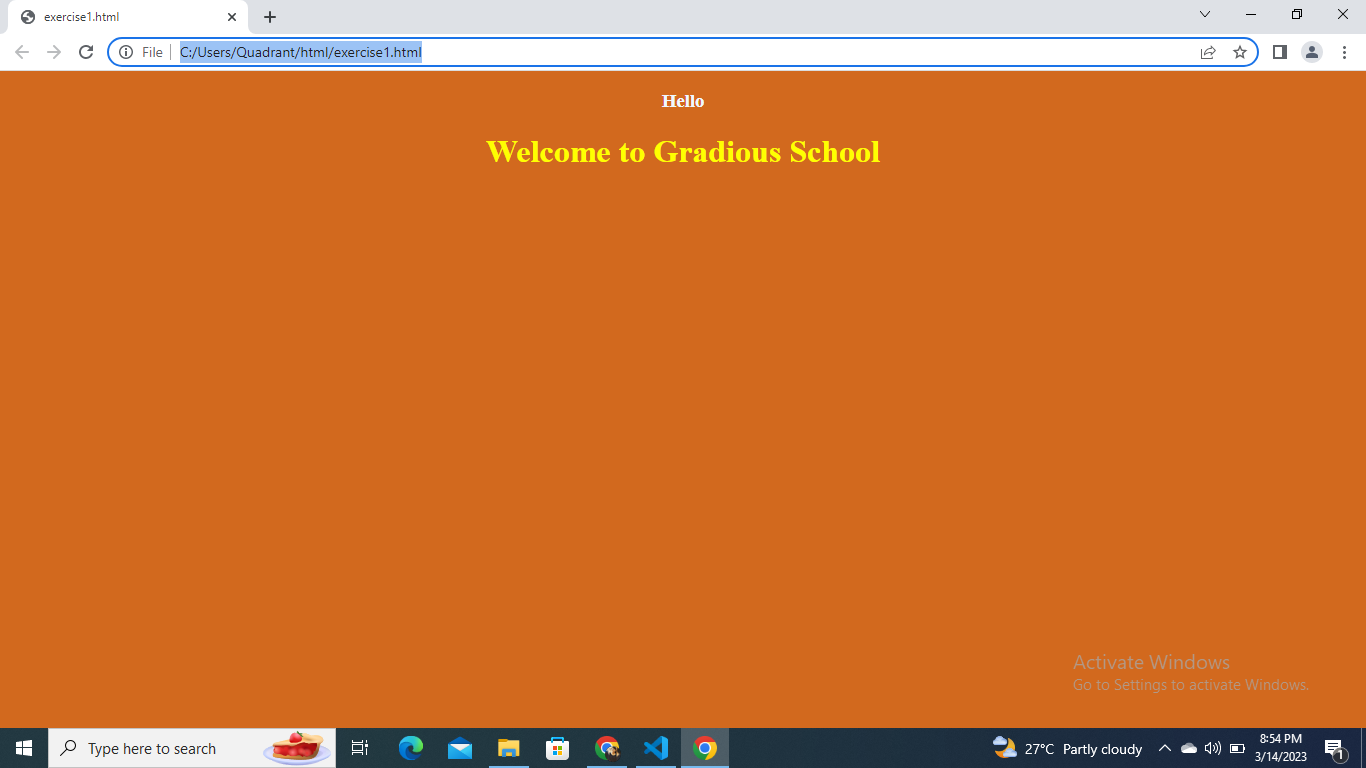 exercise1.html
File
C:/Users/Quadrant/html/exercise1.html
Hello
Welcome to Gradious School
Activate Windows
Go to Settings to activate Windows.
Type here to search
27°C Partly cloudy
8:54 PM
3/14/2023
1